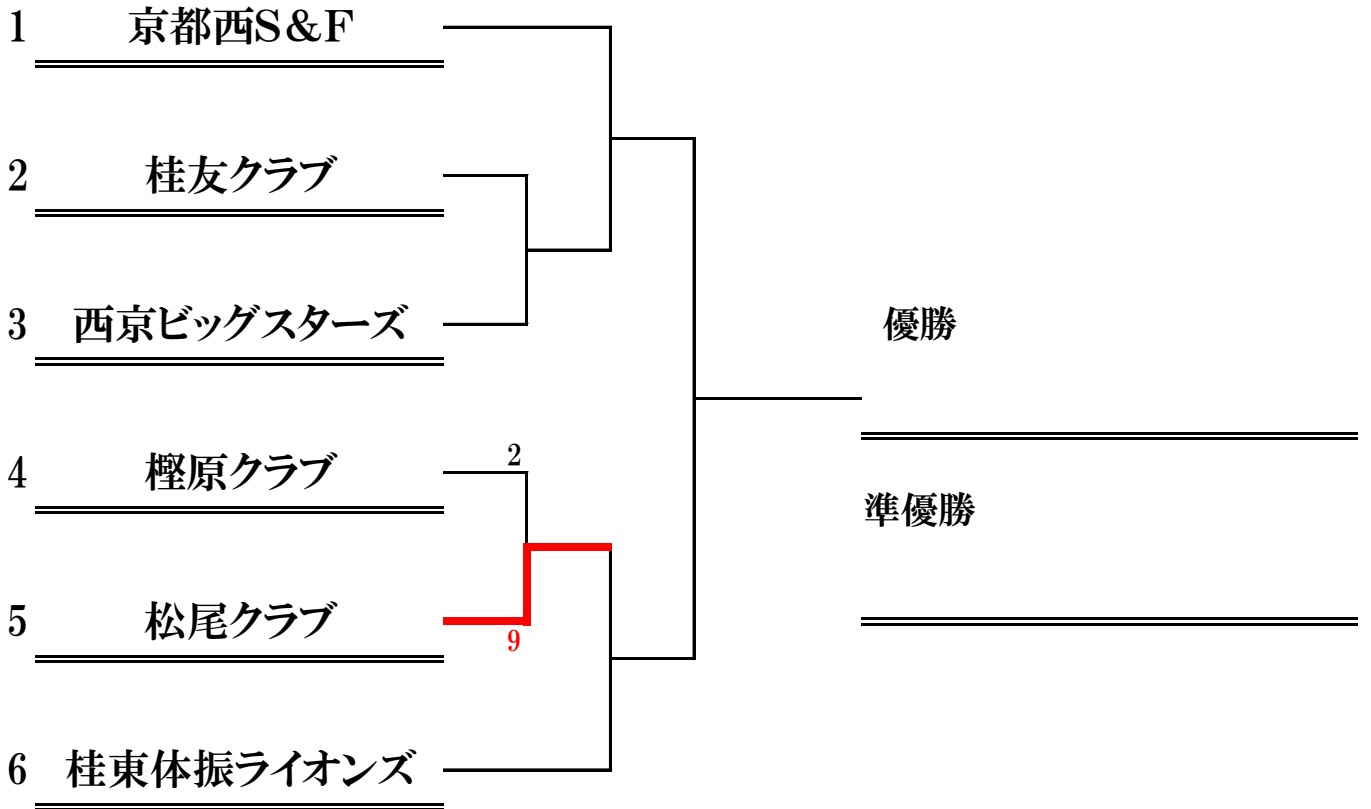 1 京都西S&F
2 桂友クラブ
3 西京ビッグスターズ
優勝
4 樫原クラブ 2
準優勝
5 松尾クラブ 9
6 桂東体振ライオンズ